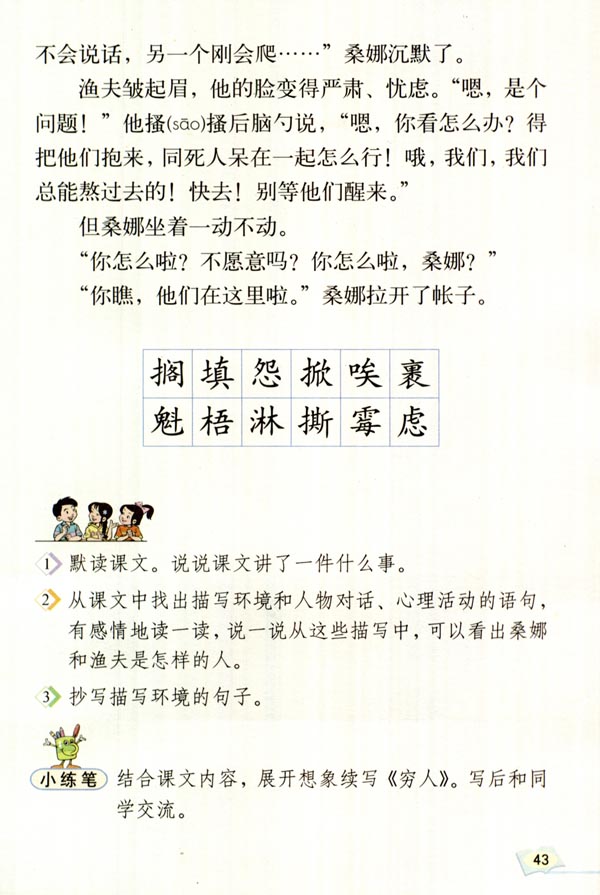 不会说话，另一个刚会爬……”桑娜沉默了。
渔夫皱起眉，他的脸变得严肃、忧虑。“嗯，是个
问题！”他搔(sāo)搔后脑勺说，“嗯，你看怎么办？得
把他们抱来，同死人呆在一起怎么行！哦，我们，我们
总能熬过去的！快去！别等他们醒来。”
但桑娜坐着一动不动。
“你怎么啦？不愿意吗？你怎么啦，桑娜？”
“你瞧，他们在这里啦。”桑娜拉开了帐子。
搁填怨掀唉裹
魁梧淋撕霉虑
1 默读课文。说说课文讲了一件什么事。
2 从课文中找出描写环境和人物对话、心理活动的语句，
有感情地读一读，说一说从这些描写中，可以看出桑娜
和渔夫是怎样的人。
3 抄写描写环境的句子。
小练笔 结合课文内容，展开想象续写《穷人》。写后和同
学交流。
43